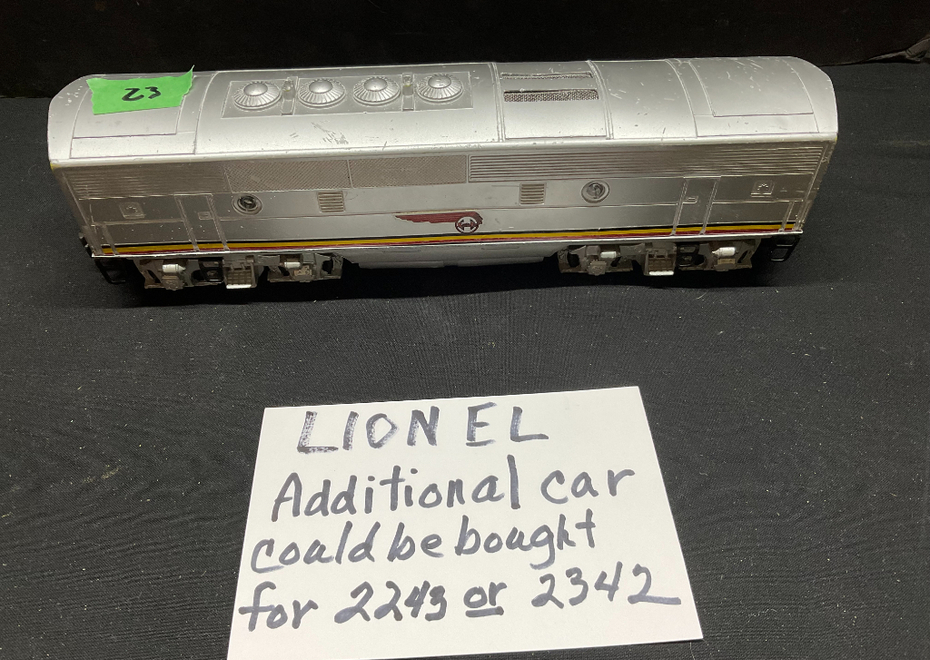 23
LIONEL
Additional car
could be bought
for 2243 or 2342